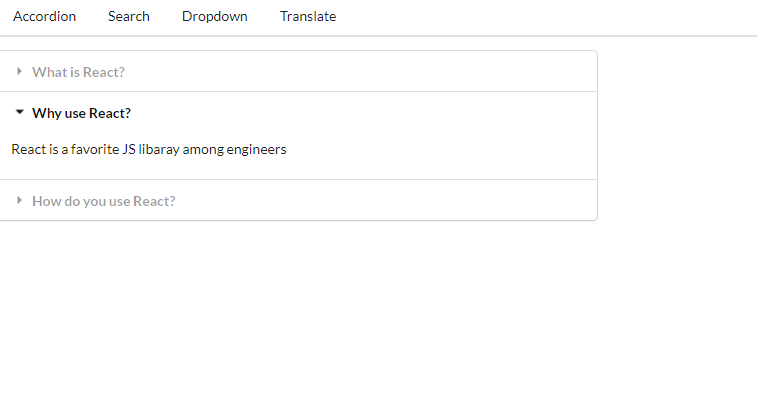 Accordion Search Dropdown Translate
What is React?
Why use React?
React is a favorite JS libaray among engineers
How do you use React?